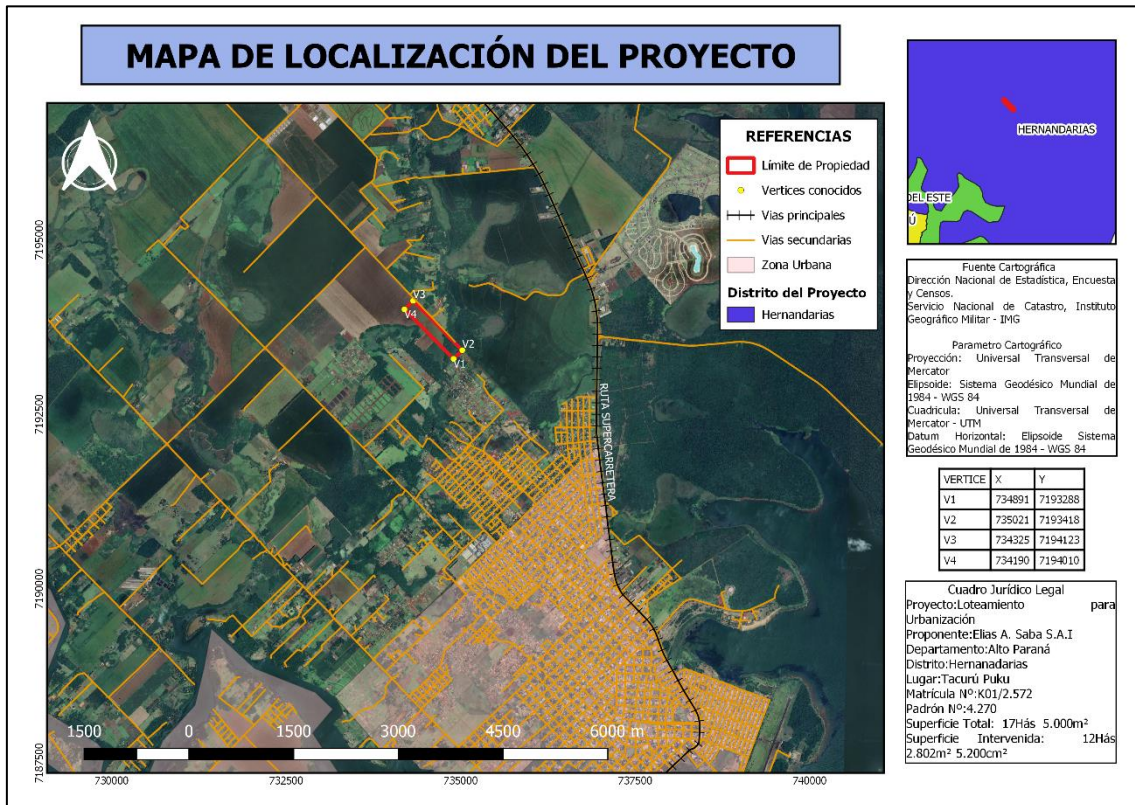 MAPA DE LOCALIZACIÓN DEL PROYECTO
REFERENCIAS
Límite de Propiedad
Vertices conocidos
Vias principales
Vias secundarias
Zona Urbana
Distrito del Proyecto
Hernandarias
V3
V4
V2
V1
RUTA SUPERCARRETERA
7195000
7192500
7190000
7187500
1500 0 1500 3000 4500 6000 m
730000 732500 735000 737500 740000
HERNANDARIAS
DEL ESTE
Ú
Fuente Cartográfica
Dirección Nacional de Estadística, Encuesta
y Censos.
Servicio Nacional de Catastro, Instituto
Geográfico Militar - IMG
Parametro Cartográfico
Proyección: Universal Transversal de
Mercator
Elipsoide: Sistema Geodésico Mundial de
1984 - WGS 84
Cuadricula: Universal Transversal de
Mercator - UTM
Datum Horizontal: Elipsoide Sistema
Geodésico Mundial de 1984 - WGS 84
VERTICE X Y
V1 734891 7193288
V2 735021 7193418
V3 734325 7194123
V4 734190 7194010
Cuadro Jurídico Legal
Proyecto:Loteamiento para
Urbanización
Proponente:Elias A. Saba S.A.I
Departamento:Alto Paraná
Distrito:Hernanadarias
Lugar:Tacurú Puku
Matrícula Nº:K01/2.572
Padrón Nº:4.270
Superficie Total: 17Hás 5.000m²
Superficie Intervenida: 12Hás
2.802m² 5.200cm²